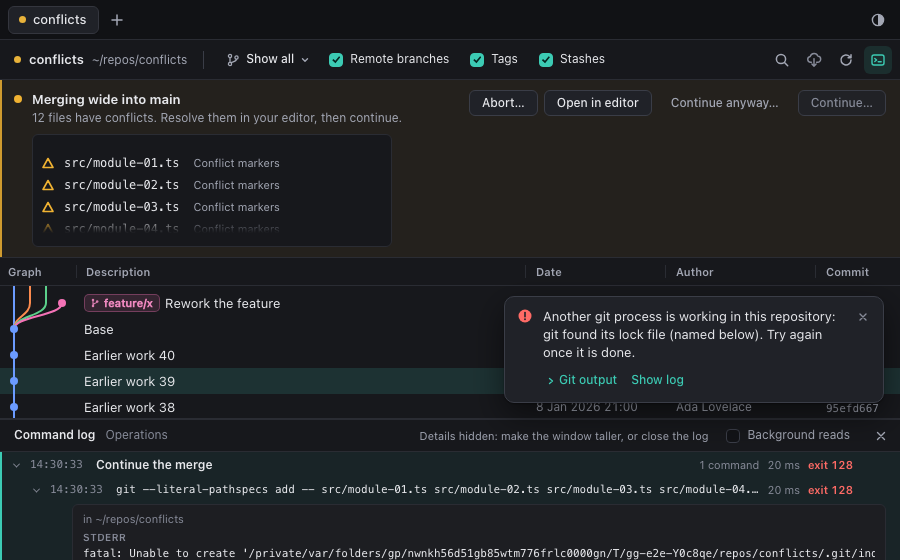 conflicts
conflicts ~/repos/conflicts Show all Remote branches Tags Stashes
Merging wide into main
12 files have conflicts. Resolve them in your editor, then continue.
Abort... Open in editor Continue anyway... Continue...
src/module-01.ts Conflict markers
src/module-02.ts Conflict markers
src/module-03.ts Conflict markers
src/module-04.ts Conflict markers
Graph Description Date Author Commit
feature/x Rework the feature
Base
Earlier work 40
Earlier work 39
Earlier work 38 8 Jan 2026 21:00 Ada Lovelace 95efd667
Another git process is working in this repository:
git found its lock file (named below). Try again
once it is done.
Git output Show log
Command log Operations Details hidden: make the window taller, or close the log Background reads
14:30:33 Continue the merge 1 command 20 ms exit 128
14:30:33 git --literal-pathspecs add -- src/module-01.ts src/module-02.ts src/module-03.ts src/module-04.… 20 ms exit 128
in ~/repos/conflicts
STDERR
fatal: Unable to create '/private/var/folders/gp/nwnkh56d51gb85wtm776frlc0000gn/T/gg-e2e-Y0c8qe/repos/conflicts/.git/inc